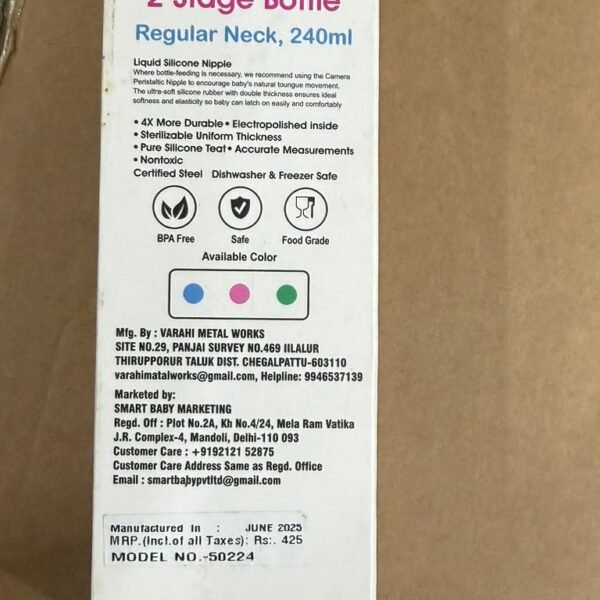 2 Stage Bottle
Regular Neck, 240ml
Liquid Silicone Nipple
Where bottle-feeding is necessary, we recommend using the Camera
Peristaltic Nipple to encourage baby's natural toungue movement.
The ultra-soft silicone rubber with double thickness ensures ideal
softness and elasticity so baby can latch on easily and comfortably
• 4X More Durable • Electropolished inside
• Sterilizable Uniform Thickness
• Pure Silicone Teat • Accurate Measurements
• Nontoxic
Certified Steel Dishwasher & Freezer Safe
BPA Free Safe Food Grade
Available Color
Mfg. By : VARAHI METAL WORKS
SITE NO.29, PANJAI SURVEY NO.469 IILALUR
THIRUPPORUR TALUK DIST. CHEGALPATTU-603110
varahimatalworks@gmail.com, Helpline: 9946537139
Marketed by:
SMART BABY MARKETING
Regd. Off : Plot No.2A, Kh No.4/24, Mela Ram Vatika
J.R. Complex-4, Mandoli, Delhi-110 093
Customer Care : +9192121 52875
Customer Care Address Same as Regd. Office
Email : smartbabypvtltd@gmail.com
Manufactured In : JUNE 2025
MRP.(Incl.of all Taxes): Rs:. 425
MODEL NO.-50224